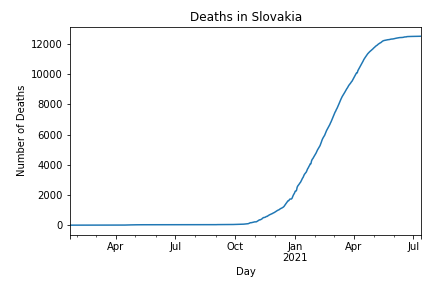 Deaths in Slovakia
Number of Deaths
12000
10000
8000
6000
4000
2000
0
Apr
Jul
Oct
Jan
2021
Apr
Jul
Day